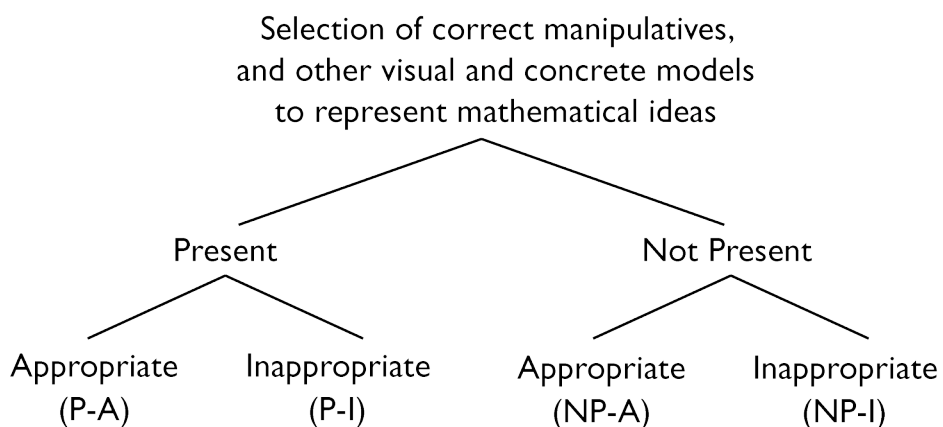 Selection of correct manipulatives,
and other visual and concrete models
to represent mathematical ideas
Present
Not Present
Appropriate
(P-A)
Inappropriate
(P-I)
Appropriate
(NP-A)
Inappropriate
(NP-I)